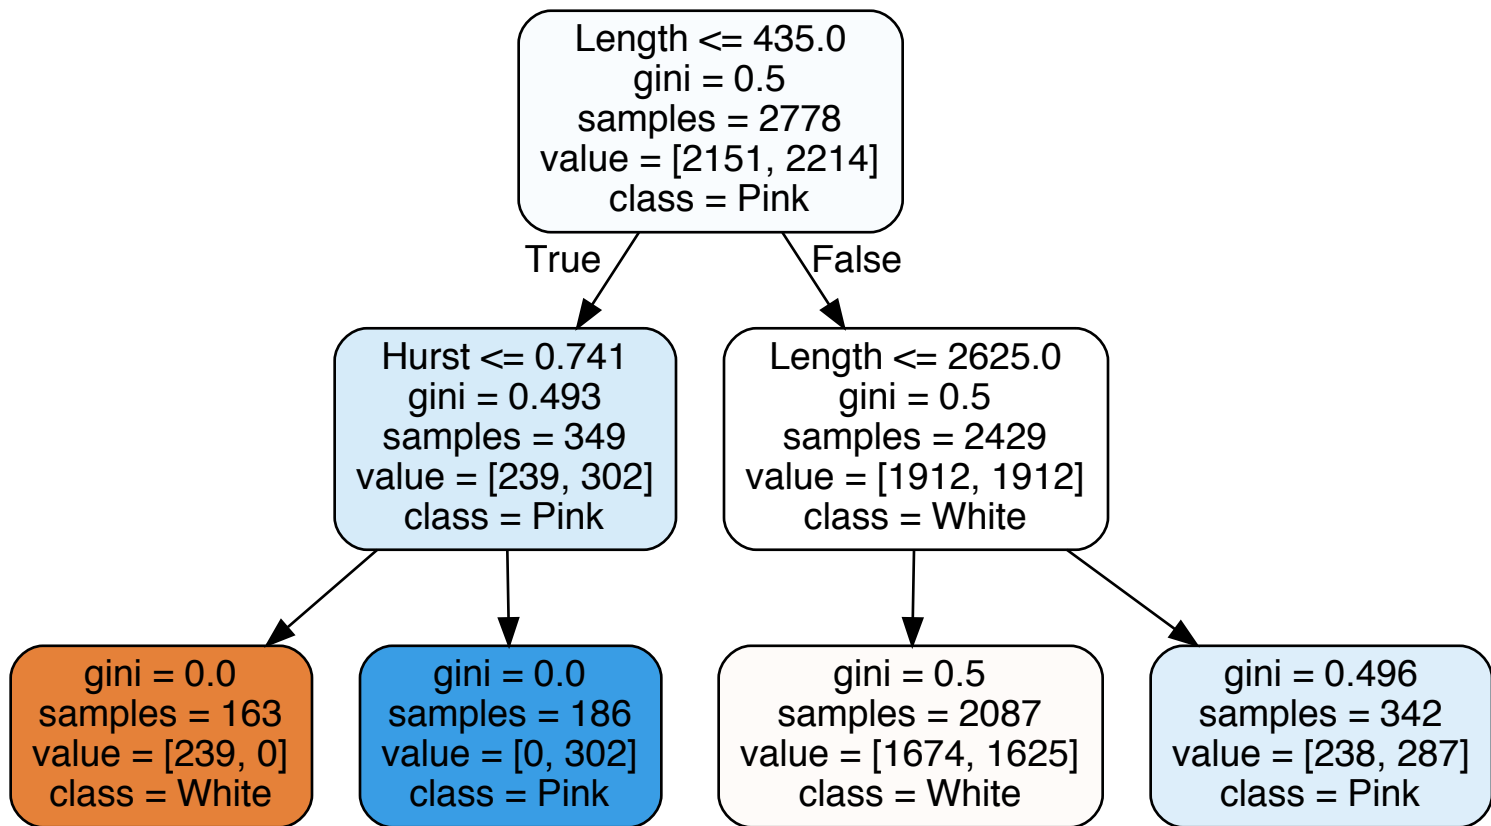 Length <= 435.0
gini = 0.5
samples = 2778
value = [2151, 2214]
class = Pink
True
False
Hurst <= 0.741
gini = 0.493
samples = 349
value = [239, 302]
class = Pink
Length <= 2625.0
gini = 0.5
samples = 2429
value = [1912, 1912]
class = White
gini = 0.0
samples = 163
value = [239, 0]
class = White
gini = 0.0
samples = 186
value = [0, 302]
class = Pink
gini = 0.5
samples = 2087
value = [1674, 1625]
class = White
gini = 0.496
samples = 342
value = [238, 287]
class = Pink